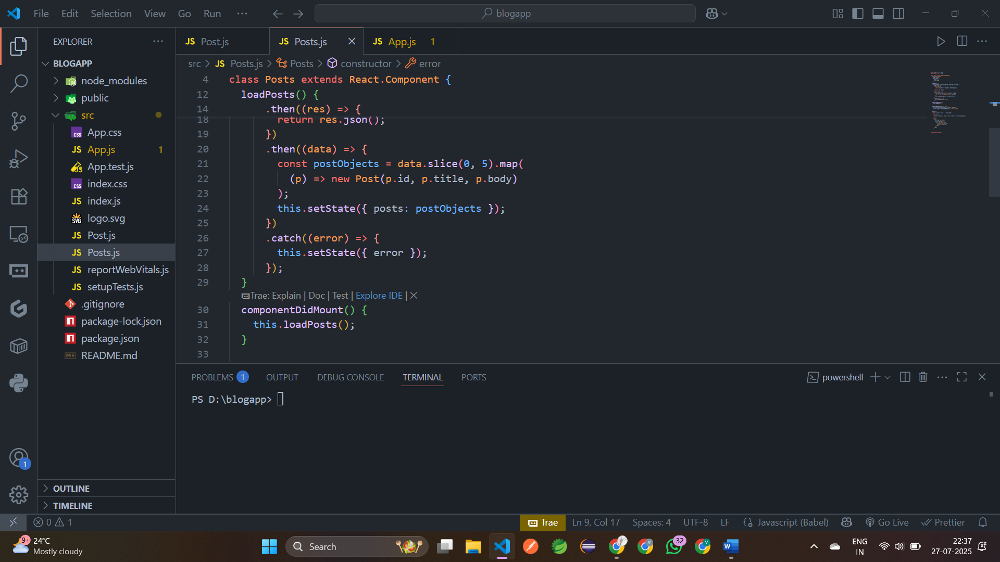 File Edit Selection View Go Run ···
blogapp
EXPLORER
BLOGAPP
node_modules
public
src
App.css
App.js 1
App.test.js
index.css
index.js
logo.svg
Post.js
Posts.js
reportWebVitals.js
setupTests.js
.gitignore
package-lock.json
package.json
README.md
OUTLINE
TIMELINE
JS Post.js
JS Posts.js
JS App.js 1
src > JS Posts.js > Posts > constructor > error
4 class Posts extends React.Component {
12 loadPosts() {
14 .then((res) => {
18 return res.json();
19 })
20 .then((data) => {
21 const postObjects = data.slice(0, 5).map(
22 (p) => new Post(p.id, p.title, p.body)
23 );
24 this.setState({ posts: postObjects });
25 })
26 .catch((error) => {
27 this.setState({ error });
28 });
29 }
Trae: Explain | Doc | Test | Explore IDE |
30 componentDidMount() {
31 this.loadPosts();
32 }
33
PROBLEMS 1 OUTPUT DEBUG CONSOLE TERMINAL PORTS
powershell
PS D:\blogapp>
1
0 1
Trae Ln 9, Col 17 Spaces: 4 UTF-8 LF Javascript (Babel) Go Live Prettier
9+ 24°C
Mostly cloudy
Search
32
ENG
IN
22:37
27-07-2025